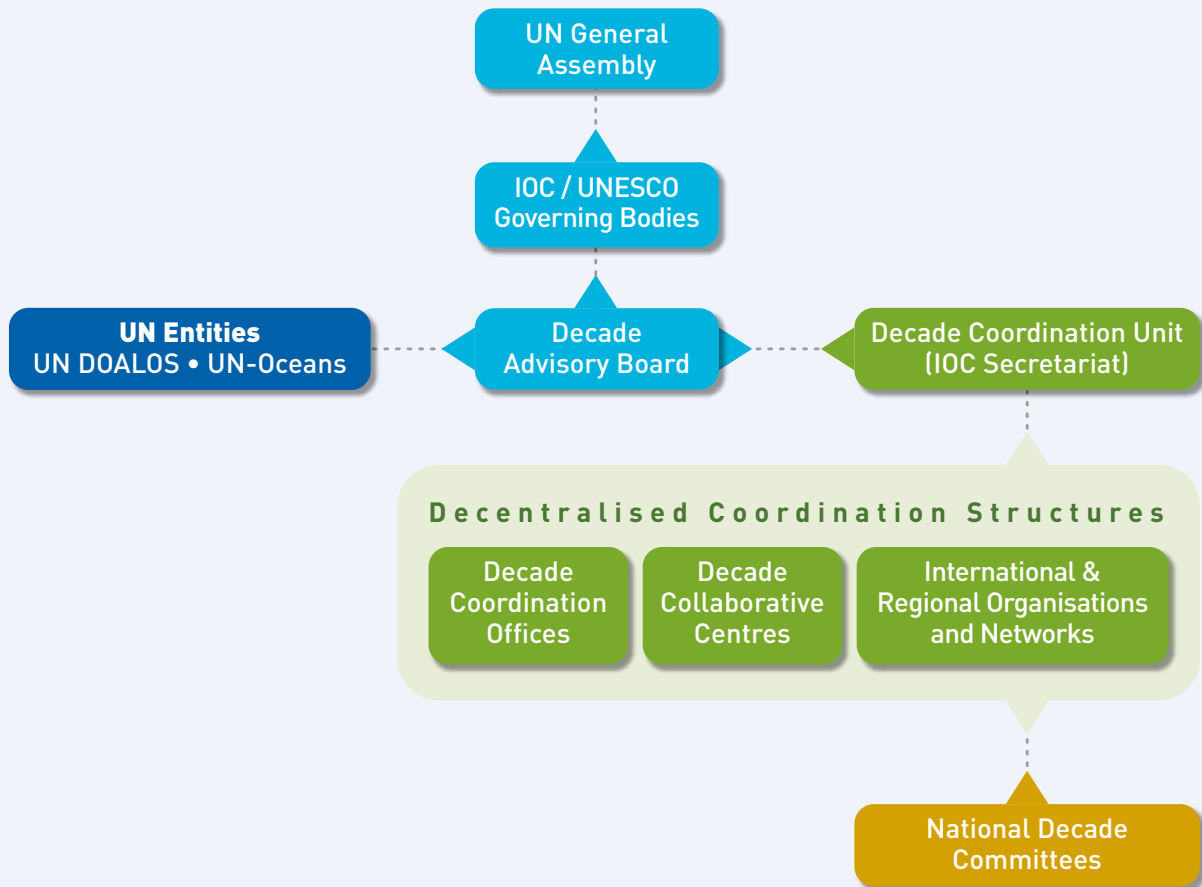 UN General
Assembly
IOC / UNESCO
Governing Bodies
UN Entities
UN DOALOS • UN-Oceans
Decade
Advisory Board
Decade Coordination Unit
(IOC Secretariat)
Decentralised Coordination Structures
Decade
Coordination
Offices
Decade
Collaborative
Centres
International &
Regional Organisations
and Networks
National Decade
Committees